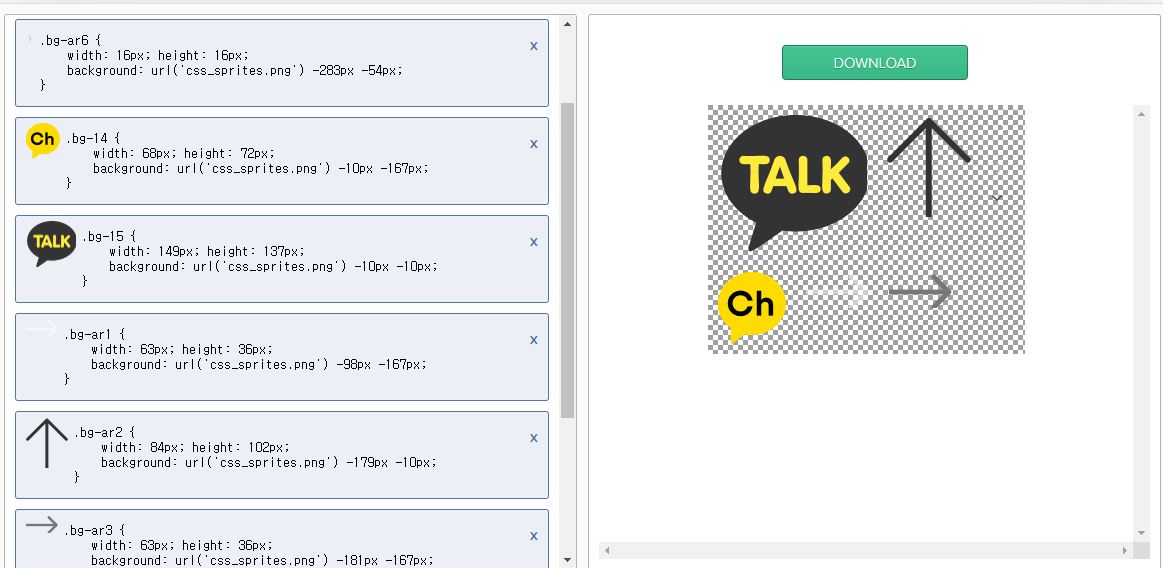 .bg-ar6 {
width: 16px; height: 16px;
background: url('css_sprites.png') -283px -54px;
}
x
Ch
.bg-14 {
width: 68px; height: 72px;
background: url('css_sprites.png') -10px -167px;
}
x
TALK
.bg-15 {
width: 149px; height: 137px;
background: url('css_sprites.png') -10px -10px;
}
x
.bg-ar1 {
width: 63px; height: 36px;
background: url('css_sprites.png') -98px -167px;
}
x
.bg-ar2 {
width: 84px; height: 102px;
background: url('css_sprites.png') -179px -10px;
}
x
.bg-ar3 {
width: 63px; height: 36px;
background: url('css_sprites.png') -181px -167px;
x
DOWNLOAD
TALK
Ch